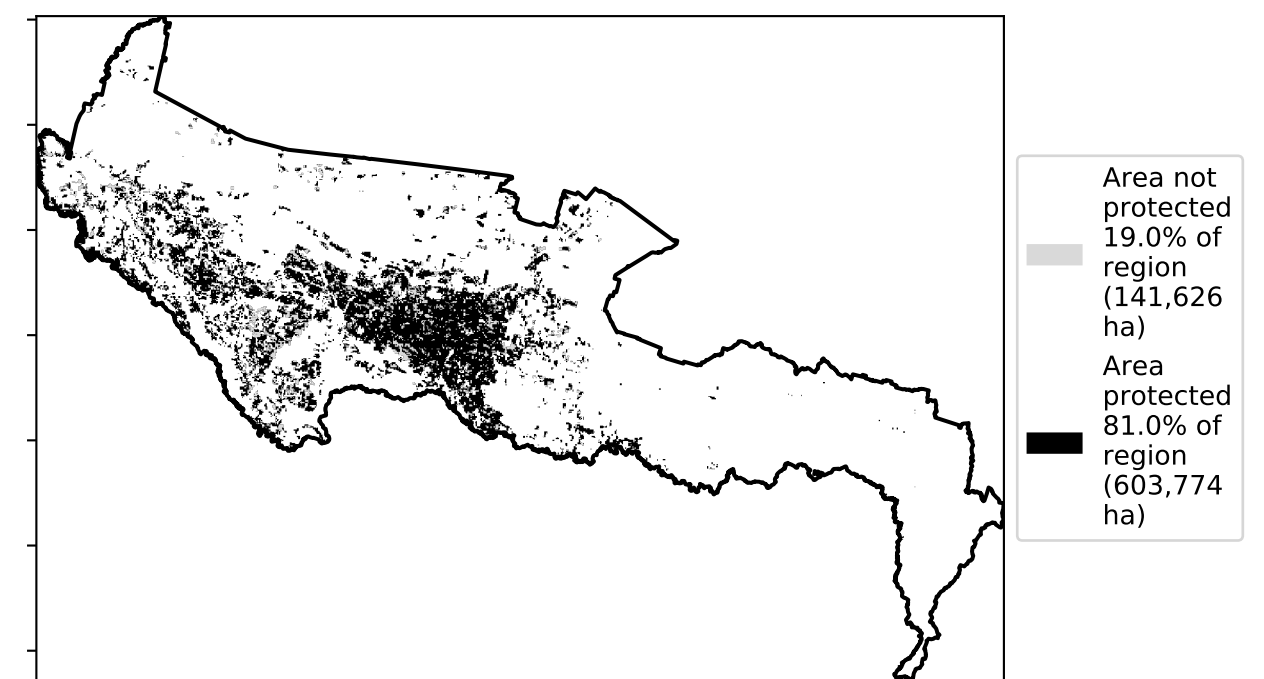 Area not
protected
19.0% of
region
(141,626
ha)
Area
protected
81.0% of
region
(603,774
ha)